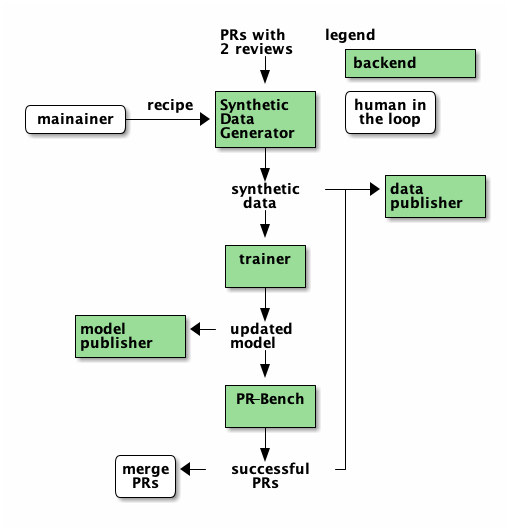 PRs with
2 reviews
legend
backend
mainainer
recipe
Synthetic
Data
Generator
human in
the loop
synthetic
data
data
publisher
trainer
model
publisher
updated
model
PR-Bench
merge
PRs
successful
PRs